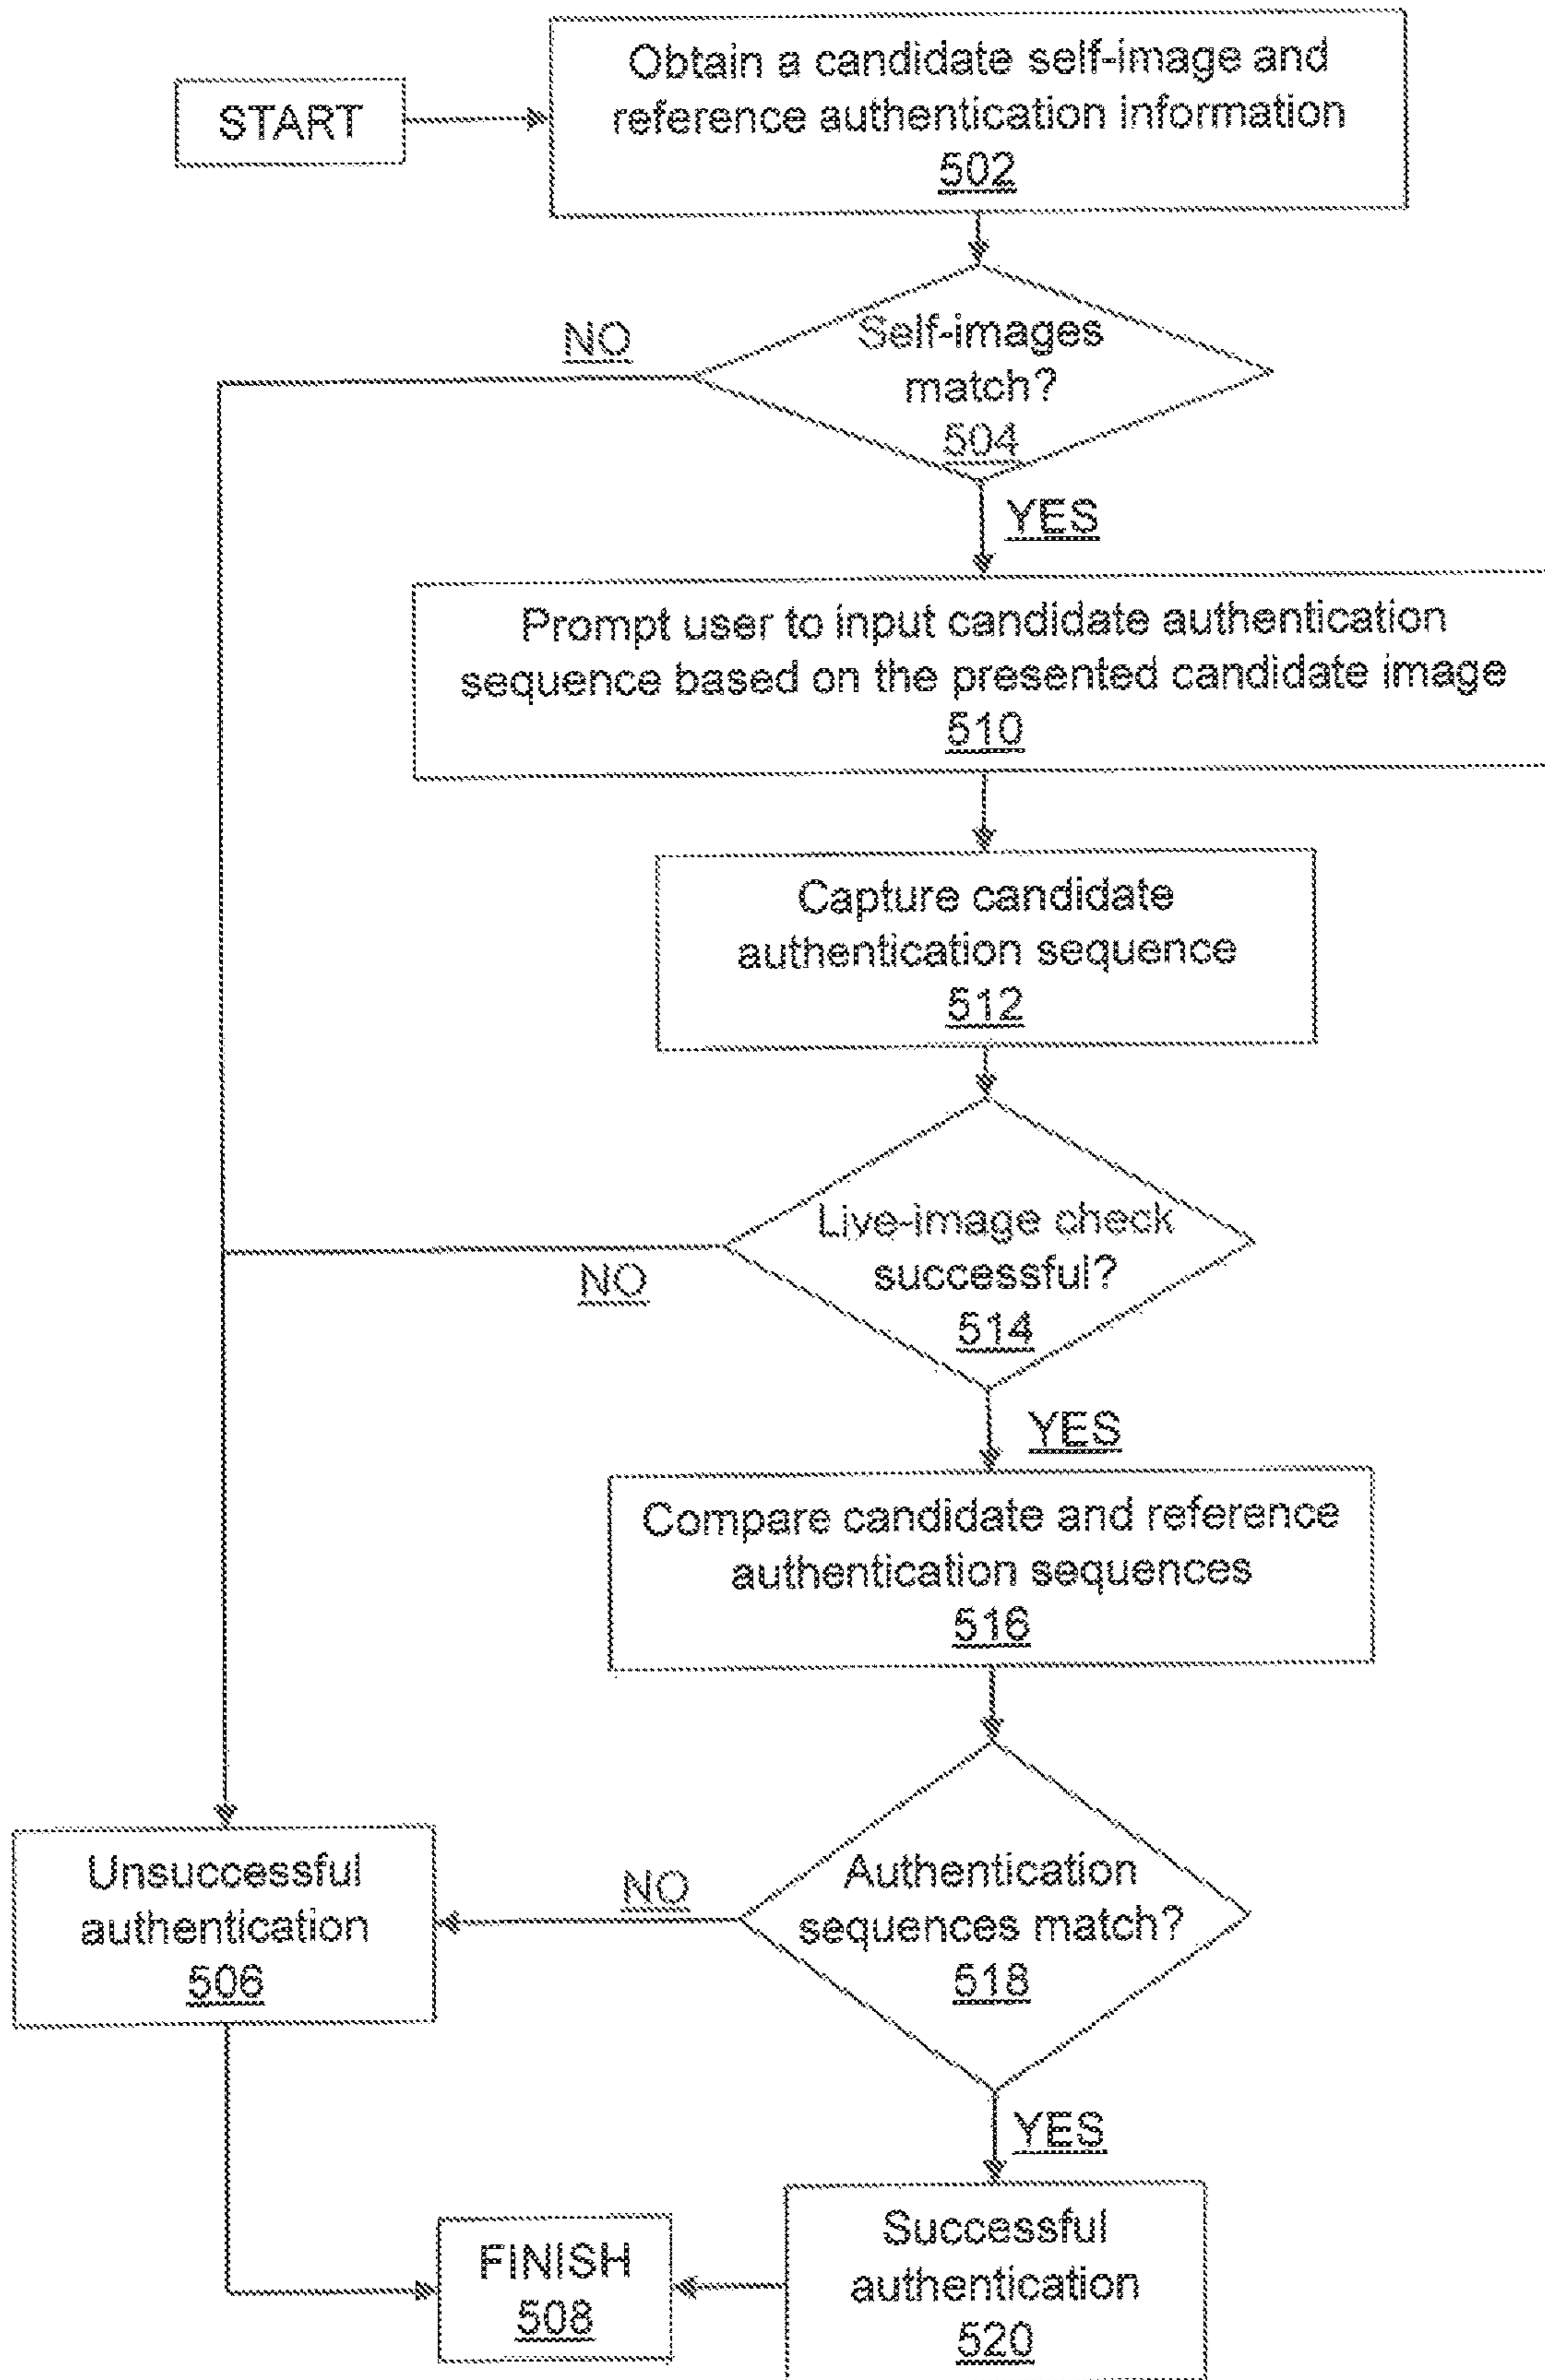 START
Obtain a candidate self-image and
reference authentication information
502
Self-images
match?
504
NO
YES
Prompt user to input candidate authentication
sequence based on the presented candidate image
510
Capture candidate
authentication sequence
512
Live-image check
successful?
514
NO
YES
Compare candidate and reference
authentication sequences
516
Authentication
sequences match?
518
NO
Unsuccessful
authentication
506
YES
Successful
authentication
520
FINISH
508